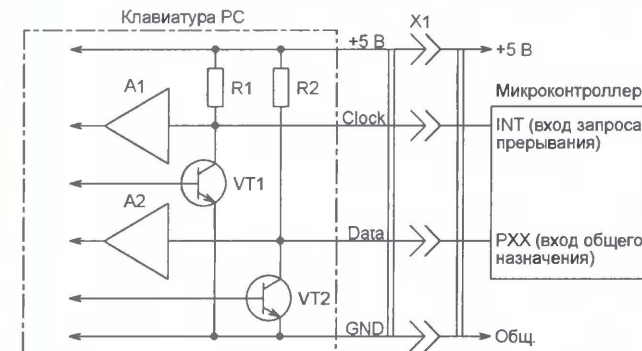 Клавиатура PC
X1
+5 В
+5 В
A1
R1
R2
Микроконтроллер
Clock
INT (вход запроса
прерывания)
VT1
A2
Data
PXX (вход общего
назначения)
VT2
GND
Общ.